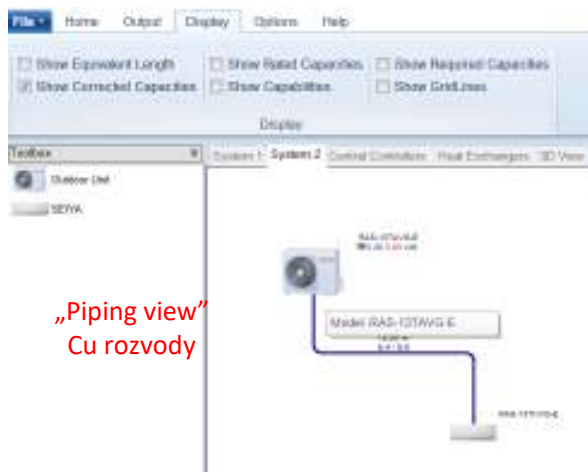 File Home Output Display Options Help
Show Equivalent Length Show Rated Capacities Show Required Capacities
Show Corrected Capacities Show Capabilities Show GridLines
Display
Toolbox System 1 System 2 Central Controllers Heat Exchangers 3D View
Outdoor Unit
SEIYA
„Piping view”
Cu rozvody
Model: RAS-13TAVG-E